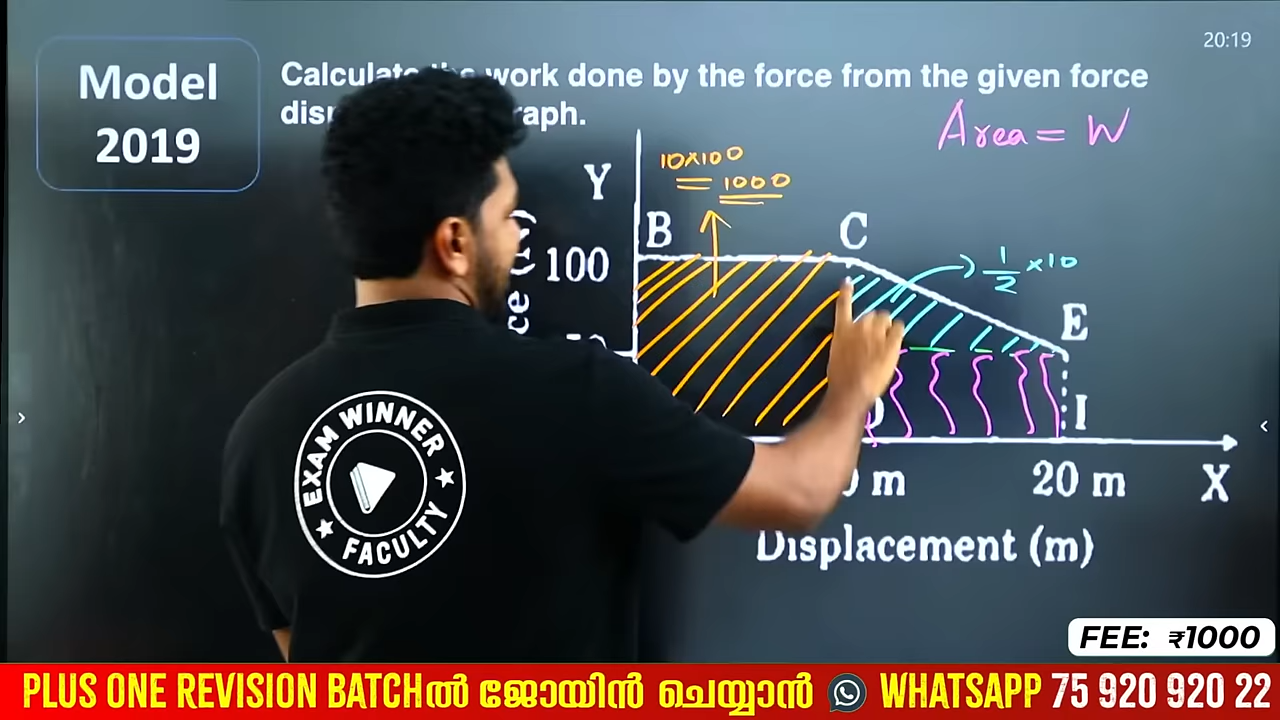 20:19
Model
2019
Calculate the work done by the force from the given force
graph.
Area = W
10×100
= 1000
Y
B
C
100
1/2 ×10
E
I
m
20 m
X
Displacement (m)
EXAM WINNER
FACULTY
FEE: ₹1000
PLUS ONE REVISION BATCHൽ ജോയിൻ ചെയ്യാൻ WHATSAPP 75 920 920 22